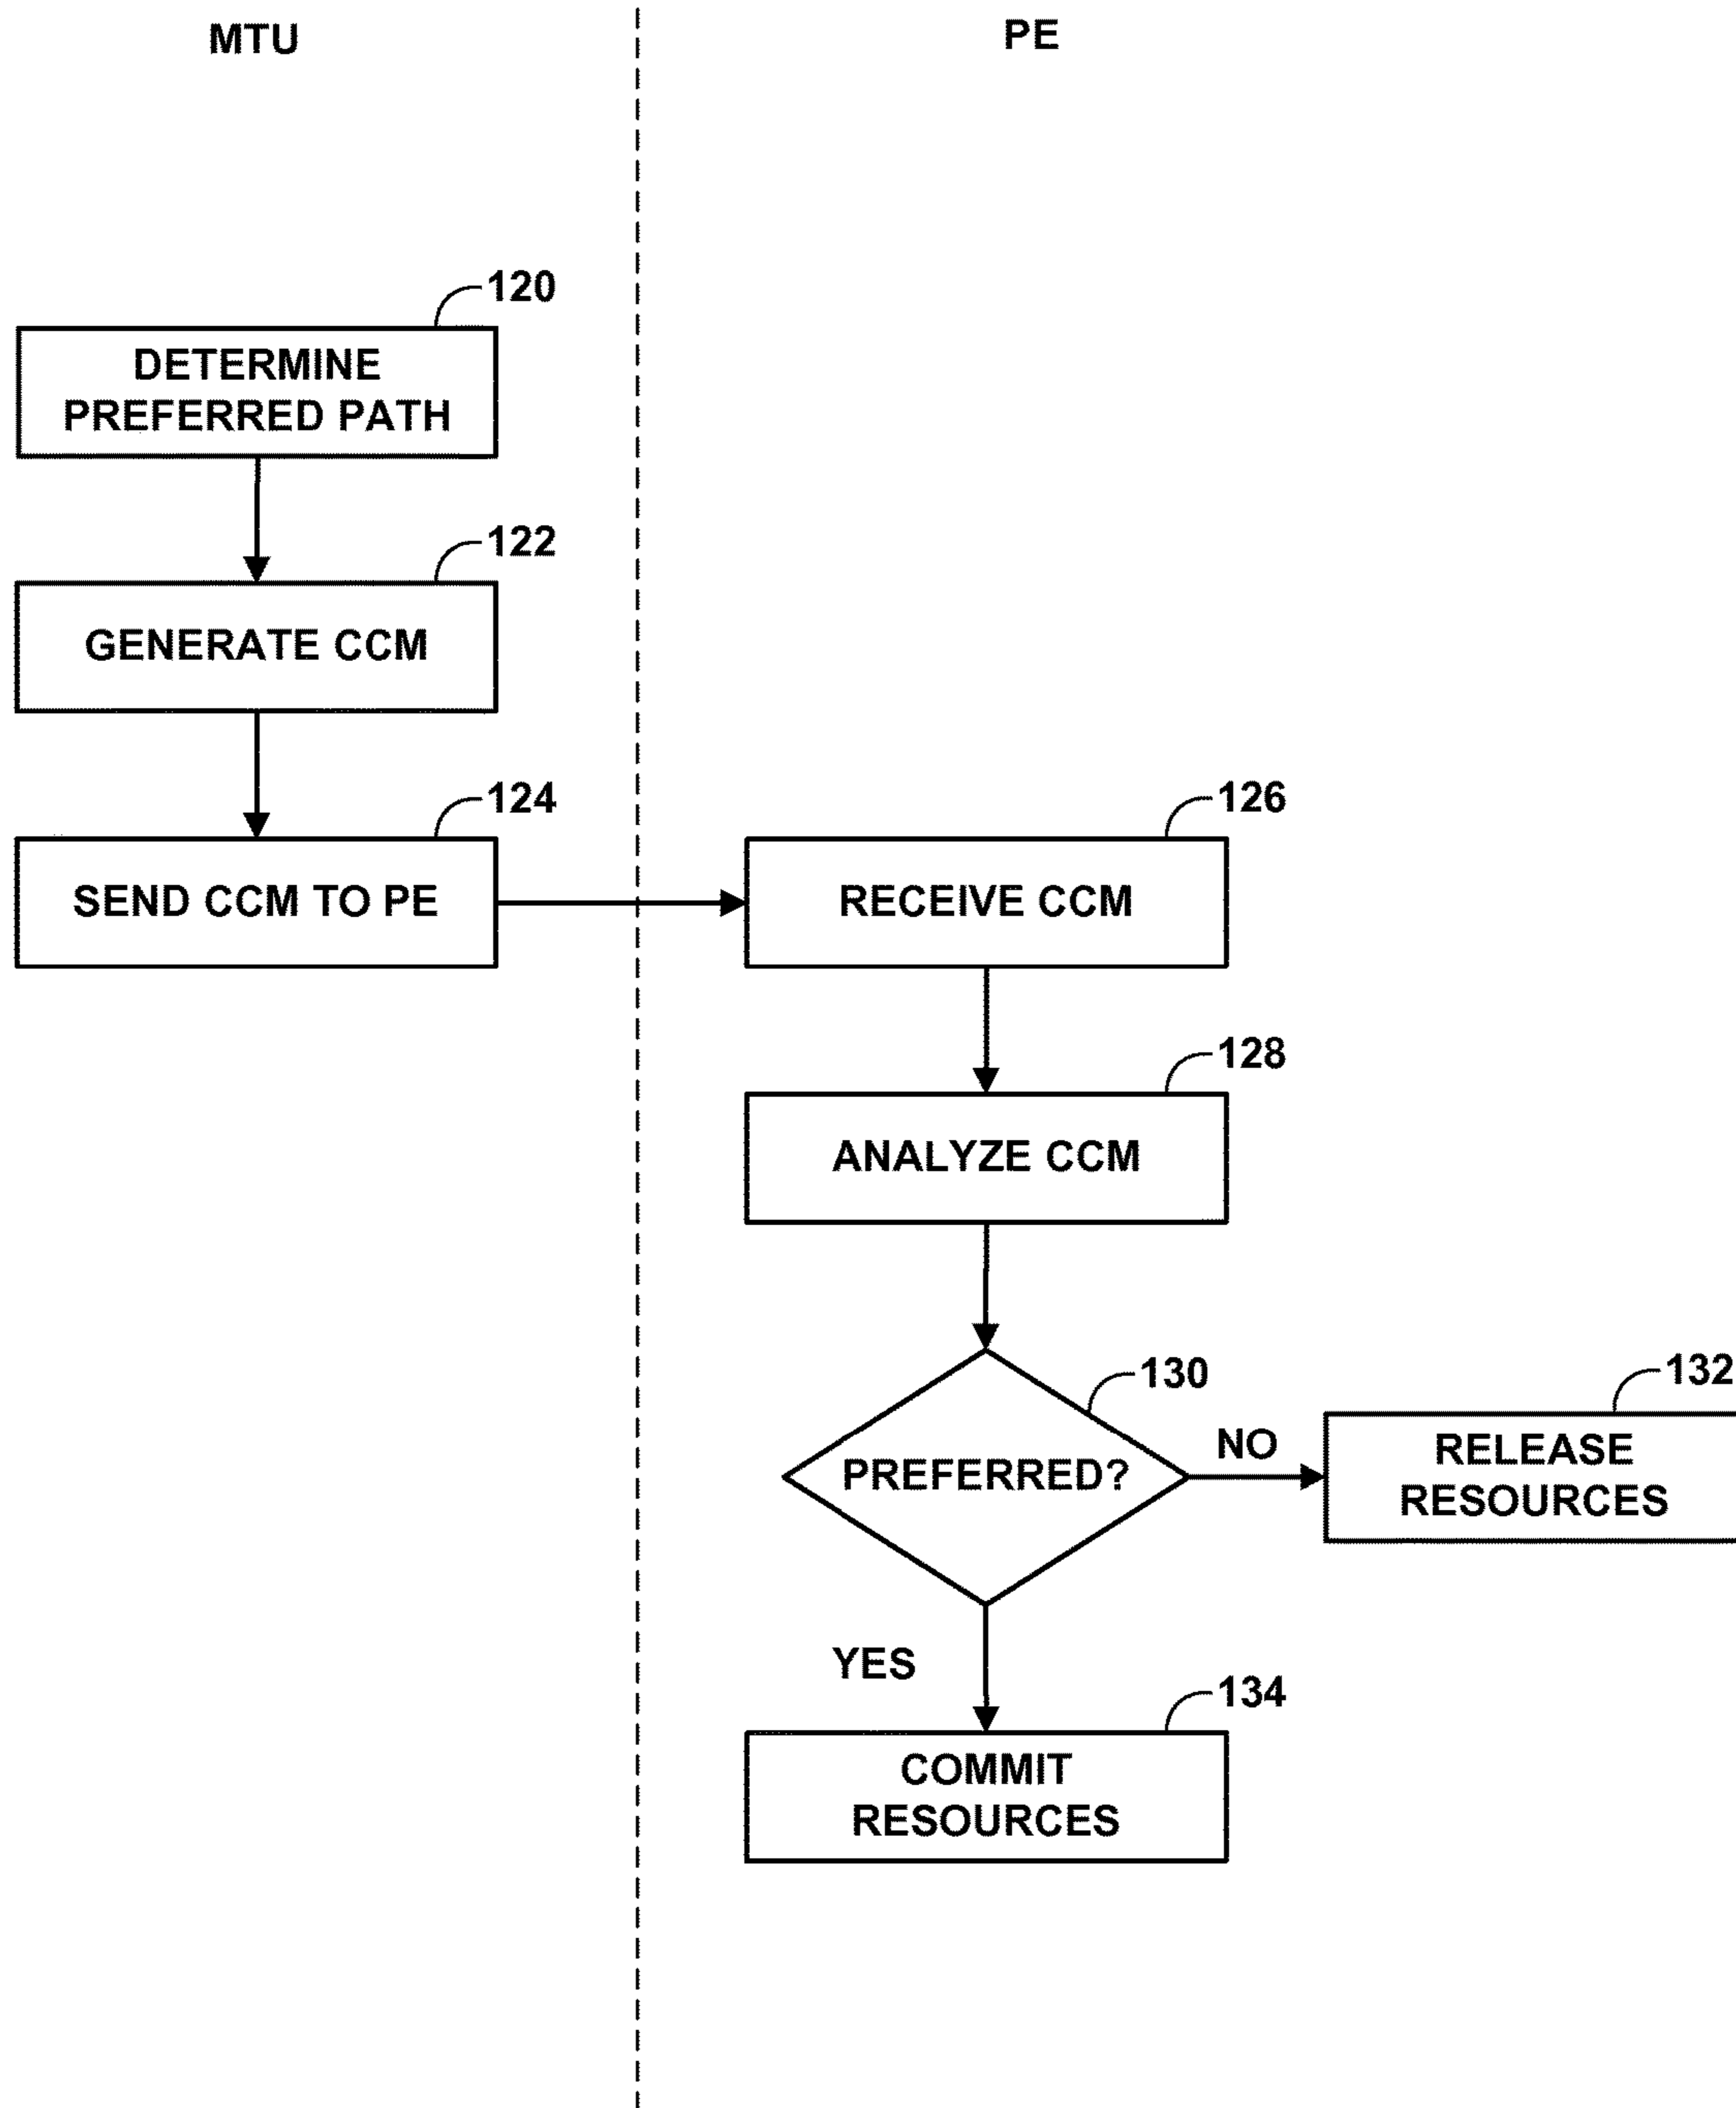 MTU
PE
120
DETERMINE
PREFERRED PATH
122
GENERATE CCM
124
SEND CCM TO PE
126
RECEIVE CCM
128
ANALYZE CCM
130
PREFERRED?
NO
132
RELEASE
RESOURCES
YES
134
COMMIT
RESOURCES